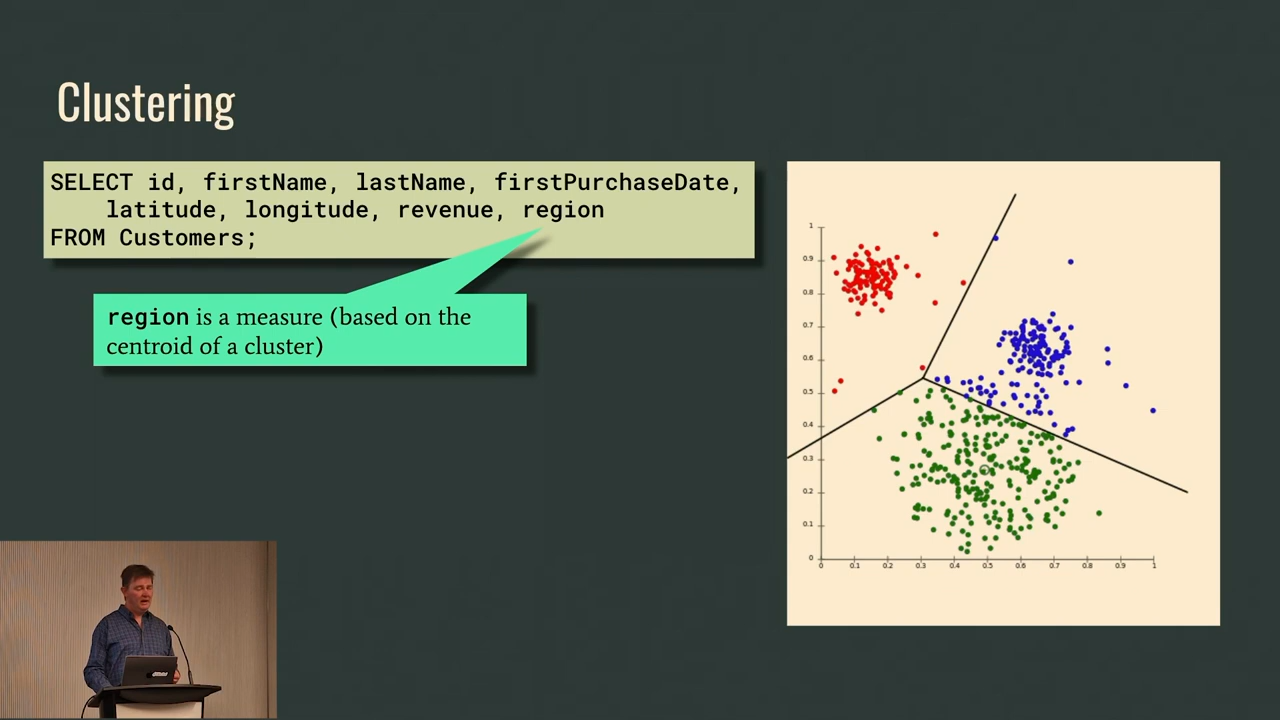 Clustering
SELECT id, firstName, lastName, firstPurchaseDate,
latitude, longitude, revenue, region
FROM Customers;
region is a measure (based on the
centroid of a cluster)
1
0.9
0.8
0.7
0.6
0.5
0.4
0.3
0.2
0.1
0
0 0.1 0.2 0.3 0.4 0.5 0.6 0.7 0.8 0.9 1